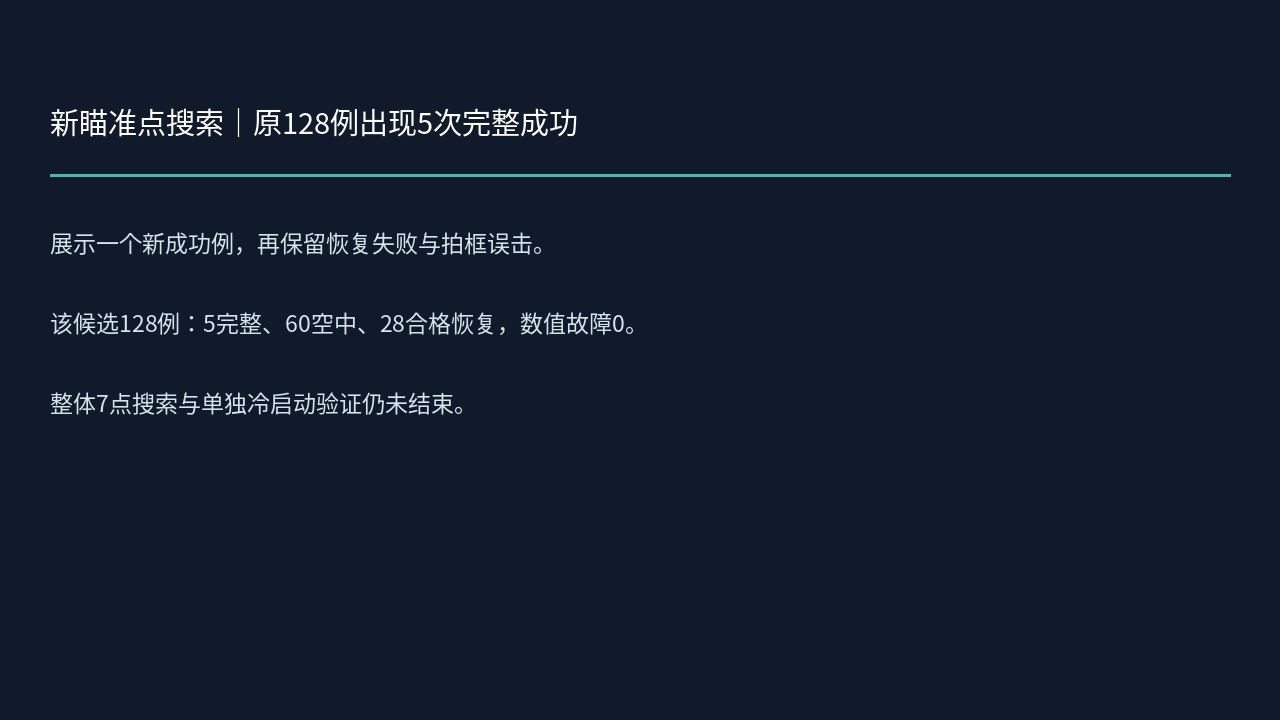 新瞄准点搜索｜原128例出现5次完整成功
展示一个新成功例，再保留恢复失败与拍框误击。
该候选128例：5完整、60空中、28合格恢复，数值故障0。
整体7点搜索与单独冷启动验证仍未结束。